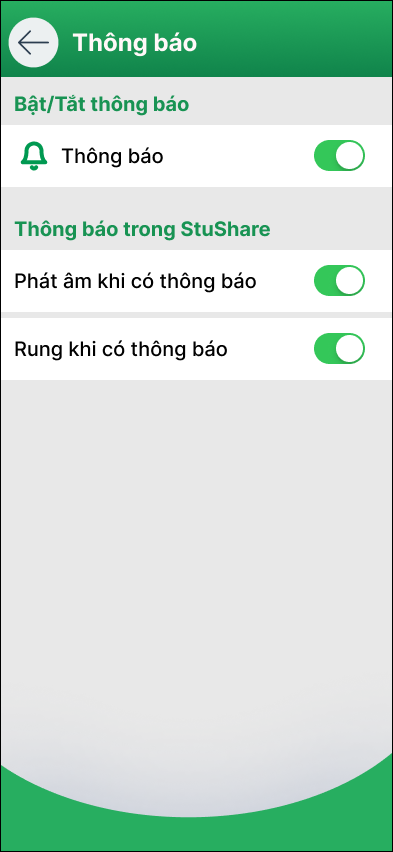 Thông báo
Bật/Tắt thông báo
Thông báo
Thông báo trong StuShare
Phát âm khi có thông báo
Rung khi có thông báo